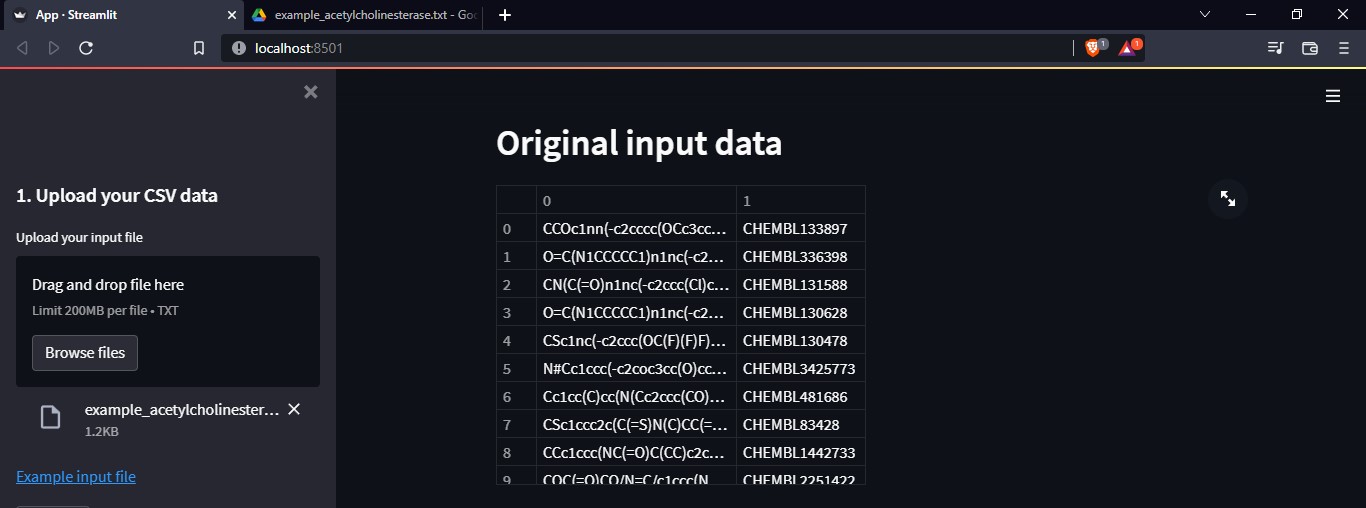 App · Streamlit
example_acetylcholinesterase.txt - Goo
localhost:8501
1
1
1. Upload your CSV data
Upload your input file
Drag and drop file here
Limit 200MB per file • TXT
Browse files
example_acetylcholinester...
1.2KB
Example input file
Original input data
0 1
0 CCOc1nn(-c2cccc(OCc3cc... CHEMBL133897
1 O=C(N1CCCCC1)n1nc(-c2... CHEMBL336398
2 CN(C(=O)n1nc(-c2ccc(Cl)c... CHEMBL131588
3 O=C(N1CCCCC1)n1nc(-c2... CHEMBL130628
4 CSc1nc(-c2ccc(OC(F)(F)F)... CHEMBL130478
5 N#Cc1ccc(-c2coc3cc(O)cc... CHEMBL3425773
6 Cc1cc(C)cc(N(Cc2ccc(CO)... CHEMBL481686
7 CSc1ccc2c(C(=S)N(C)CC(=... CHEMBL83428
8 CCc1ccc(NC(=O)C(CC)c2c... CHEMBL1442733
9 COC(=O)CO/N=C/c1ccc(N CHEMBL2251422